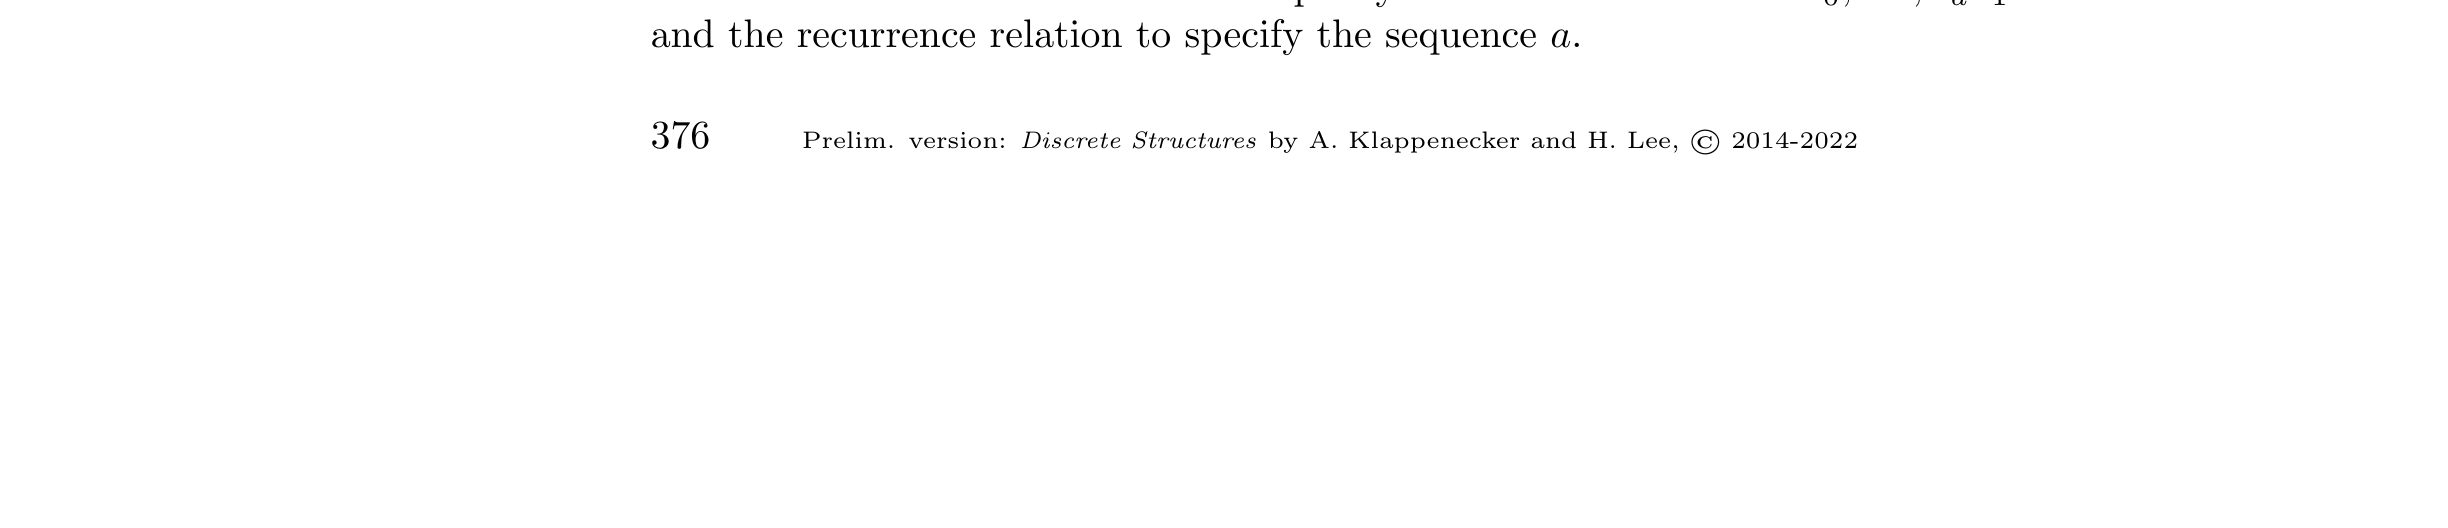 and the recurrence relation to specify the sequence a.
376 Prelim. version: Discrete Structures by A. Klappenecker and H. Lee, © 2014-2022